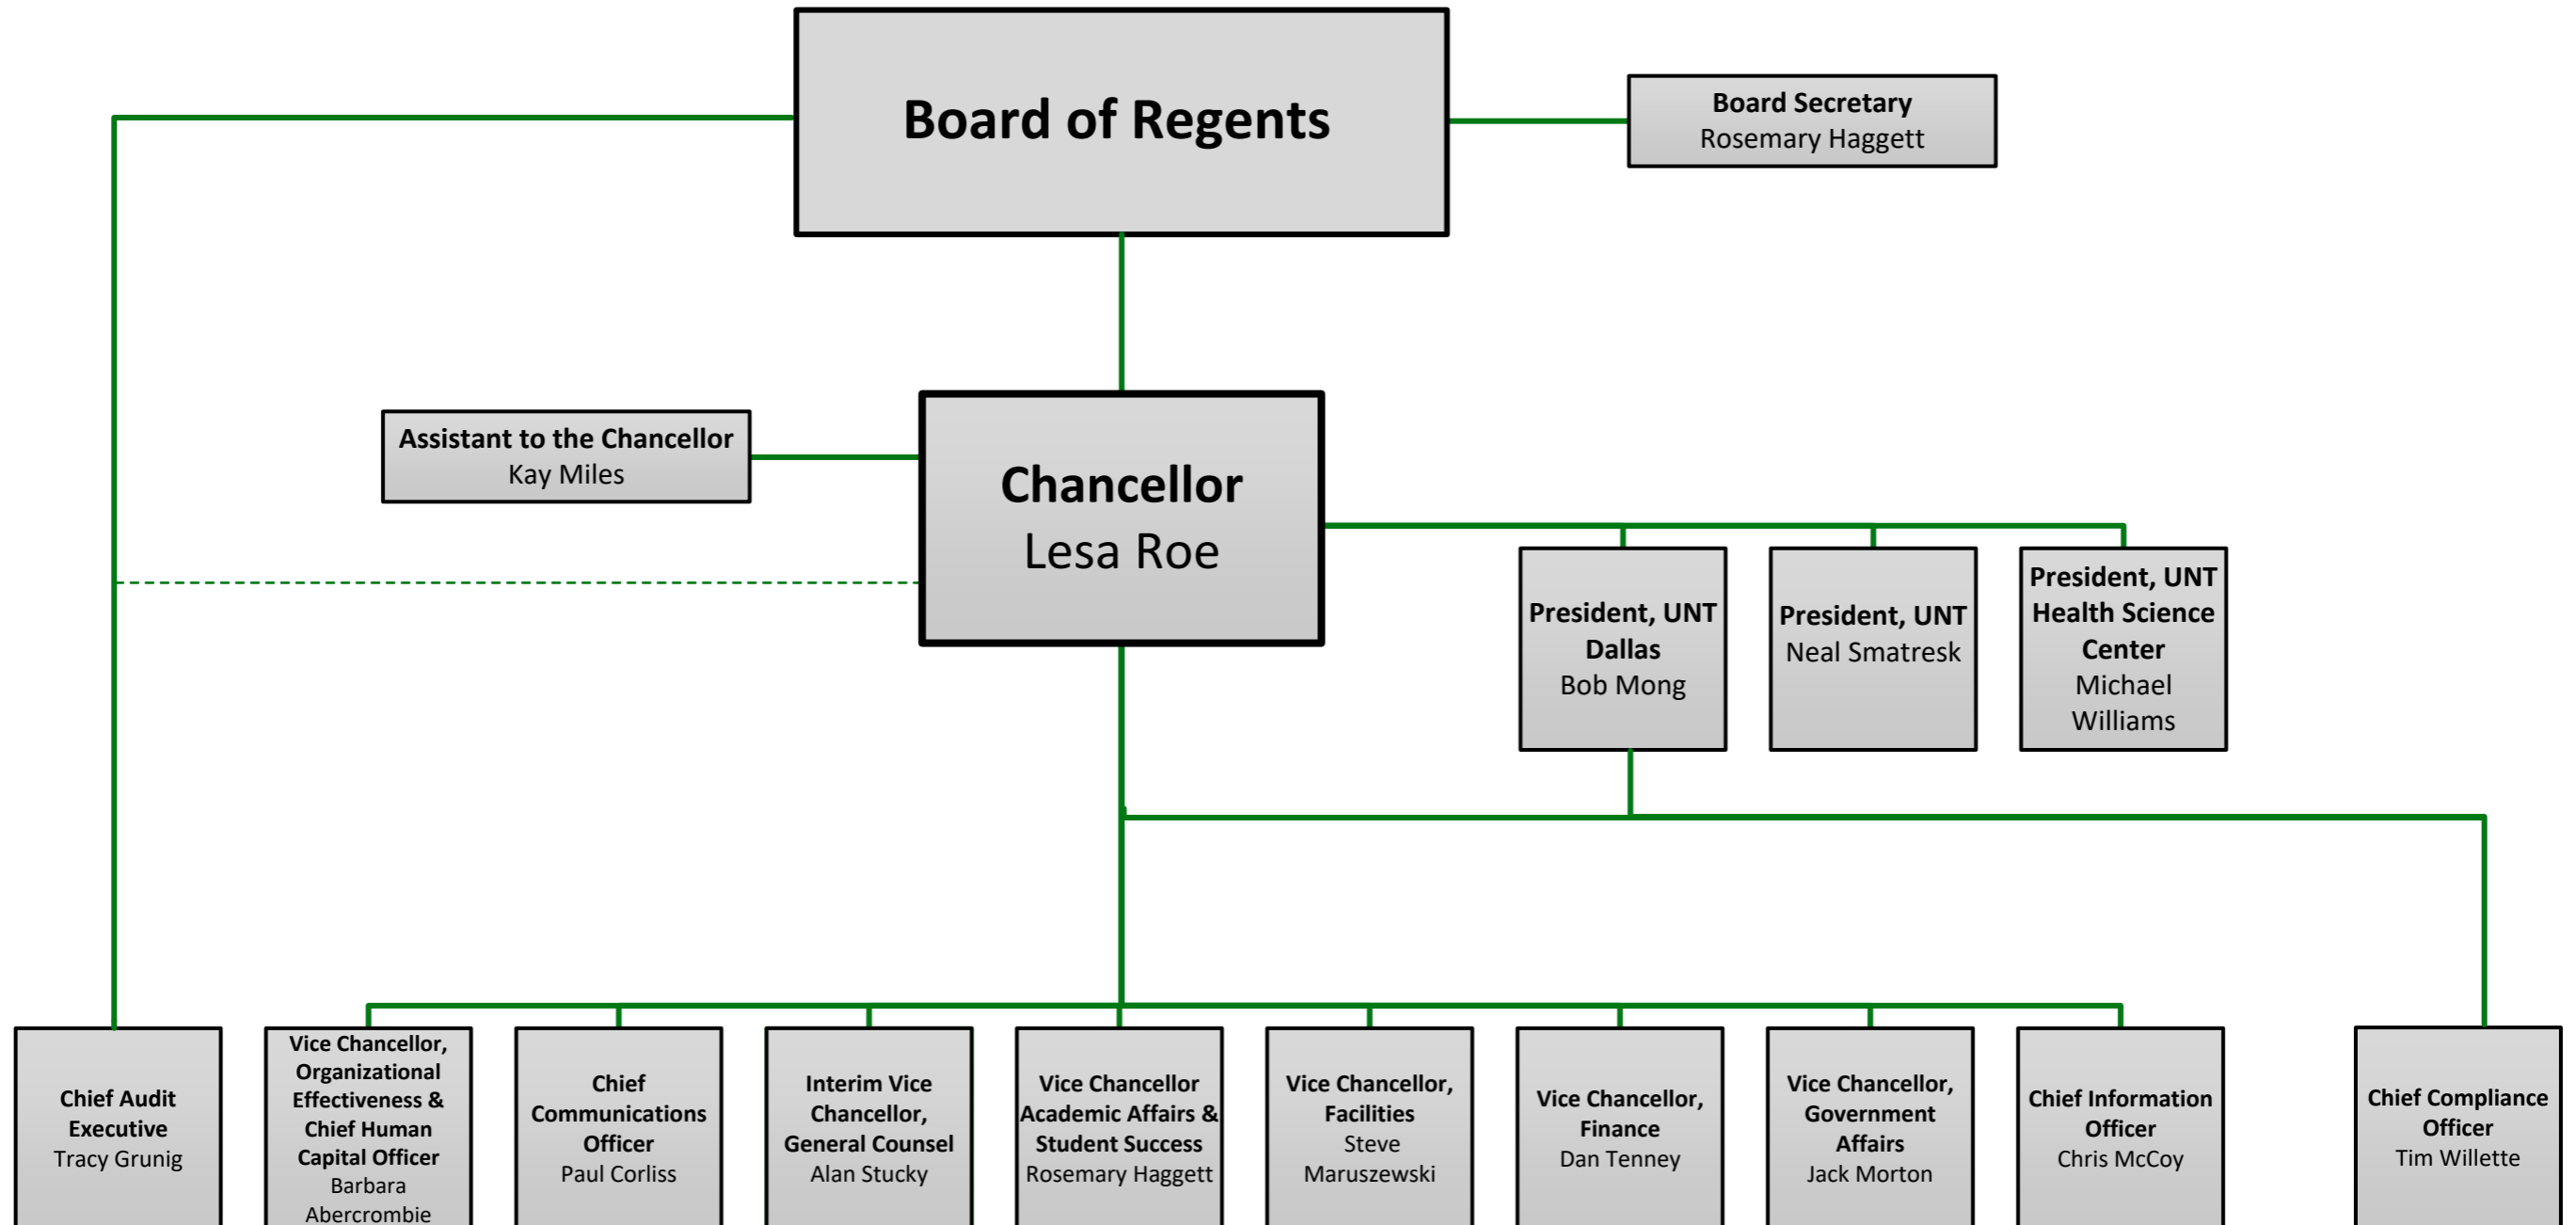 Board of Regents
Board Secretary
Rosemary Haggett
Assistant to the Chancellor
Kay Miles
Chancellor
Lesa Roe
President, UNT
Dallas
Bob Mong
President, UNT
Neal Smatresk
President, UNT
Health Science
Center
Michael
Williams
Chief Audit
Executive
Tracy Grunig
Vice Chancellor,
Organizational
Effectiveness &
Chief Human
Capital Officer
Barbara
Abercrombie
Chief
Communications
Officer
Paul Corliss
Interim Vice
Chancellor,
General Counsel
Alan Stucky
Vice Chancellor
Academic Affairs &
Student Success
Rosemary Haggett
Vice Chancellor,
Facilities
Steve
Maruszewski
Vice Chancellor,
Finance
Dan Tenney
Vice Chancellor,
Government
Affairs
Jack Morton
Chief Information
Officer
Chris McCoy
Chief Compliance
Officer
Tim Willette